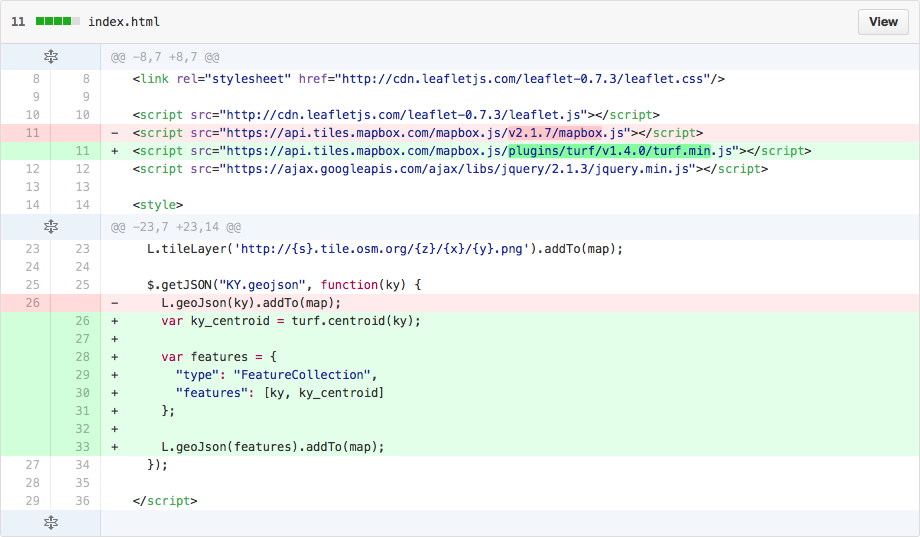 11 index.html View
@@ -8,7 +8,7 @@
8 8 <link rel="stylesheet" href="http://cdn.leafletjs.com/leaflet-0.7.3/leaflet.css"/>
9 9
10 10 <script src="http://cdn.leafletjs.com/leaflet-0.7.3/leaflet.js"></script>
11 - <script src="https://api.tiles.mapbox.com/mapbox.js/v2.1.7/mapbox.js"></script>
11 + <script src="https://api.tiles.mapbox.com/mapbox.js/plugins/turf/v1.4.0/turf.min.js"></script>
12 12 <script src="https://ajax.googleapis.com/ajax/libs/jquery/2.1.3/jquery.min.js"></script>
13 13
14 14 <style>
@@ -23,7 +23,14 @@
23 23 L.tileLayer('http://{s}.tile.osm.org/{z}/{x}/{y}.png').addTo(map);
24 24
25 25 $.getJSON("KY.geojson", function(ky) {
26 - L.geoJson(ky).addTo(map);
26 + var ky_centroid = turf.centroid(ky);
27 +
28 + var features = {
29 + "type": "FeatureCollection",
30 + "features": [ky, ky_centroid]
31 + };
32 +
33 + L.geoJson(features).addTo(map);
27 34 });
28 35
29 36 </script>